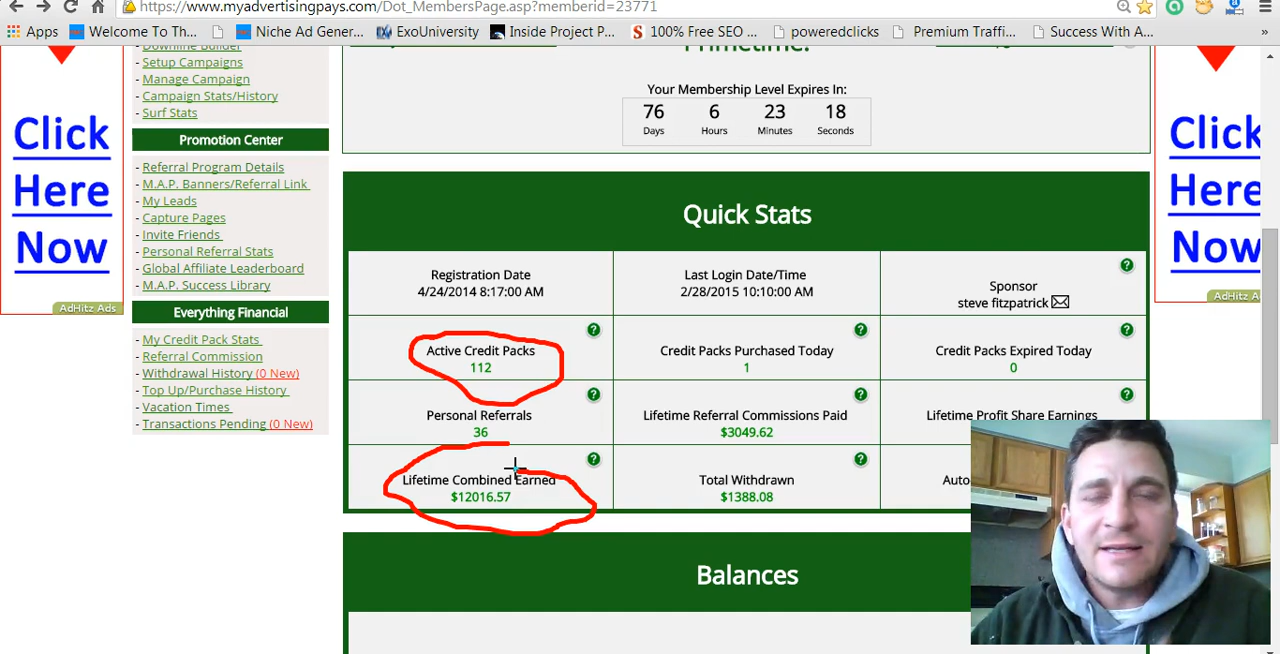 https://www.myadvertisingpays.com/Dot_MembersPage.asp?memberid=23771
Apps Welcome To Th... Niche Ad Gener... ExoUniversity Inside Project P... 100% Free SEO ... poweredclicks Premium Traffi... Success With A... »
Click
Here
Now
AdHitz Ads
Downline Builder
- Setup Campaigns
- Manage Campaign
- Campaign Stats/History
- Surf Stats
Promotion Center
- Referral Program Details
- M.A.P. Banners/Referral Link
- My Leads
- Capture Pages
- Invite Friends
- Personal Referral Stats
- Global Affiliate Leaderboard
- M.A.P. Success Library
Everything Financial
- My Credit Pack Stats
- Referral Commission
- Withdrawal History (0 New)
- Top Up/Purchase History
- Vacation Times
- Transactions Pending (0 New)
Primetime!
Your Membership Level Expires In:
76 6 23 18
Days Hours Minutes Seconds
Quick Stats
Registration Date
4/24/2014 8:17:00 AM
Last Login Date/Time
2/28/2015 10:10:00 AM
Sponsor
steve fitzpatrick
Active Credit Packs
112
Credit Packs Purchased Today
1
Credit Packs Expired Today
0
Personal Referrals
36
Lifetime Referral Commissions Paid
$3049.62
Lifetime Profit Share Earnings
Lifetime Combined Earned
$12016.57
Total Withdrawn
$1388.08
Auto
Balances
Click
Here
Now
AdHitz Ads